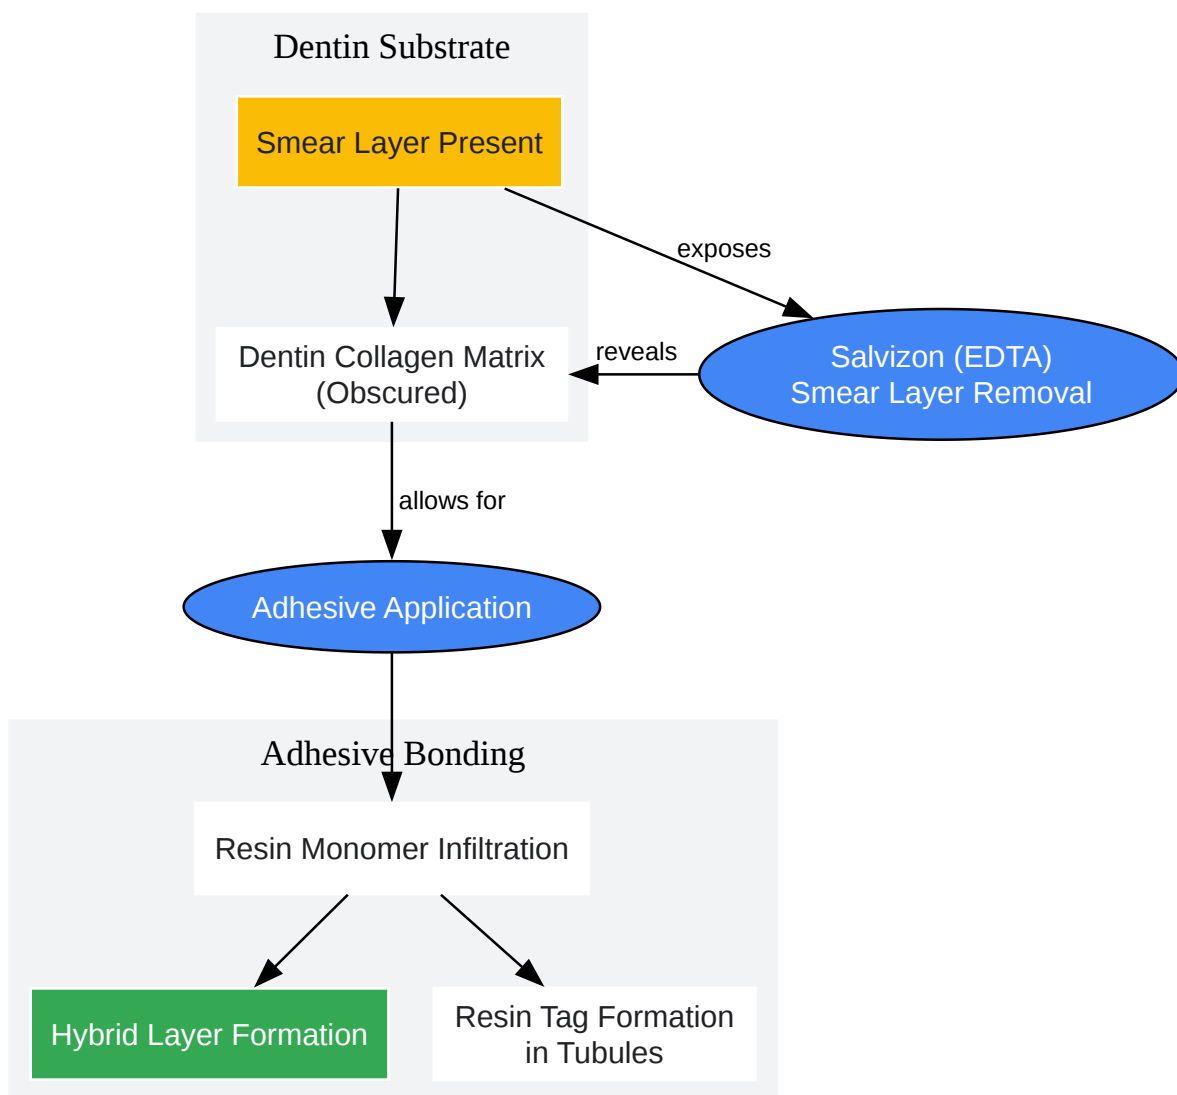 Dentin Substrate
Smear Layer Present
exposes
Salvizon (EDTA)
Smear Layer Removal
reveals
Dentin Collagen Matrix
(Obscured)
allows for
Adhesive Application
Adhesive Bonding
Resin Monomer Infiltration
Hybrid Layer Formation
Resin Tag Formation
in Tubules